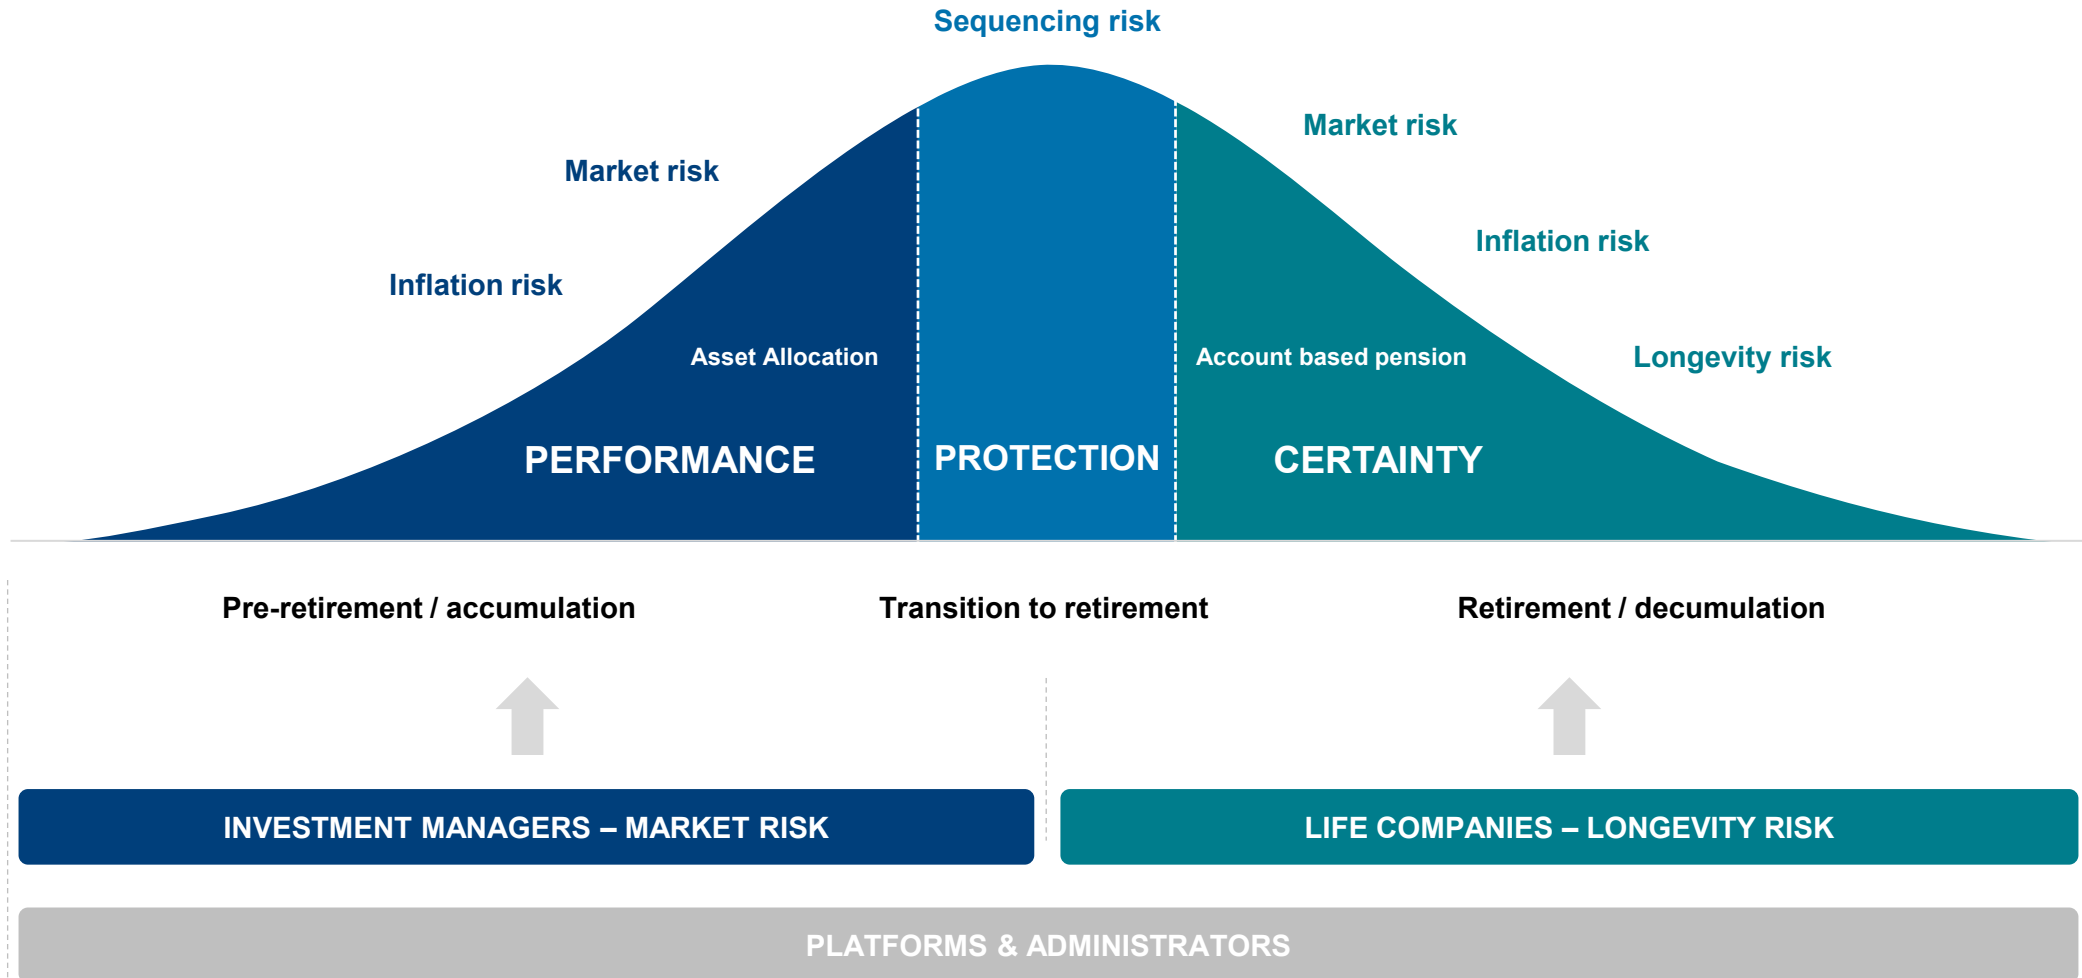 Sequencing risk
Market risk
Market risk
Inflation risk
Inflation risk
Asset Allocation
Account based pension
Longevity risk
PERFORMANCE
PROTECTION
CERTAINTY
Pre-retirement / accumulation
Transition to retirement
Retirement / decumulation
INVESTMENT MANAGERS – MARKET RISK
LIFE COMPANIES – LONGEVITY RISK
PLATFORMS & ADMINISTRATORS